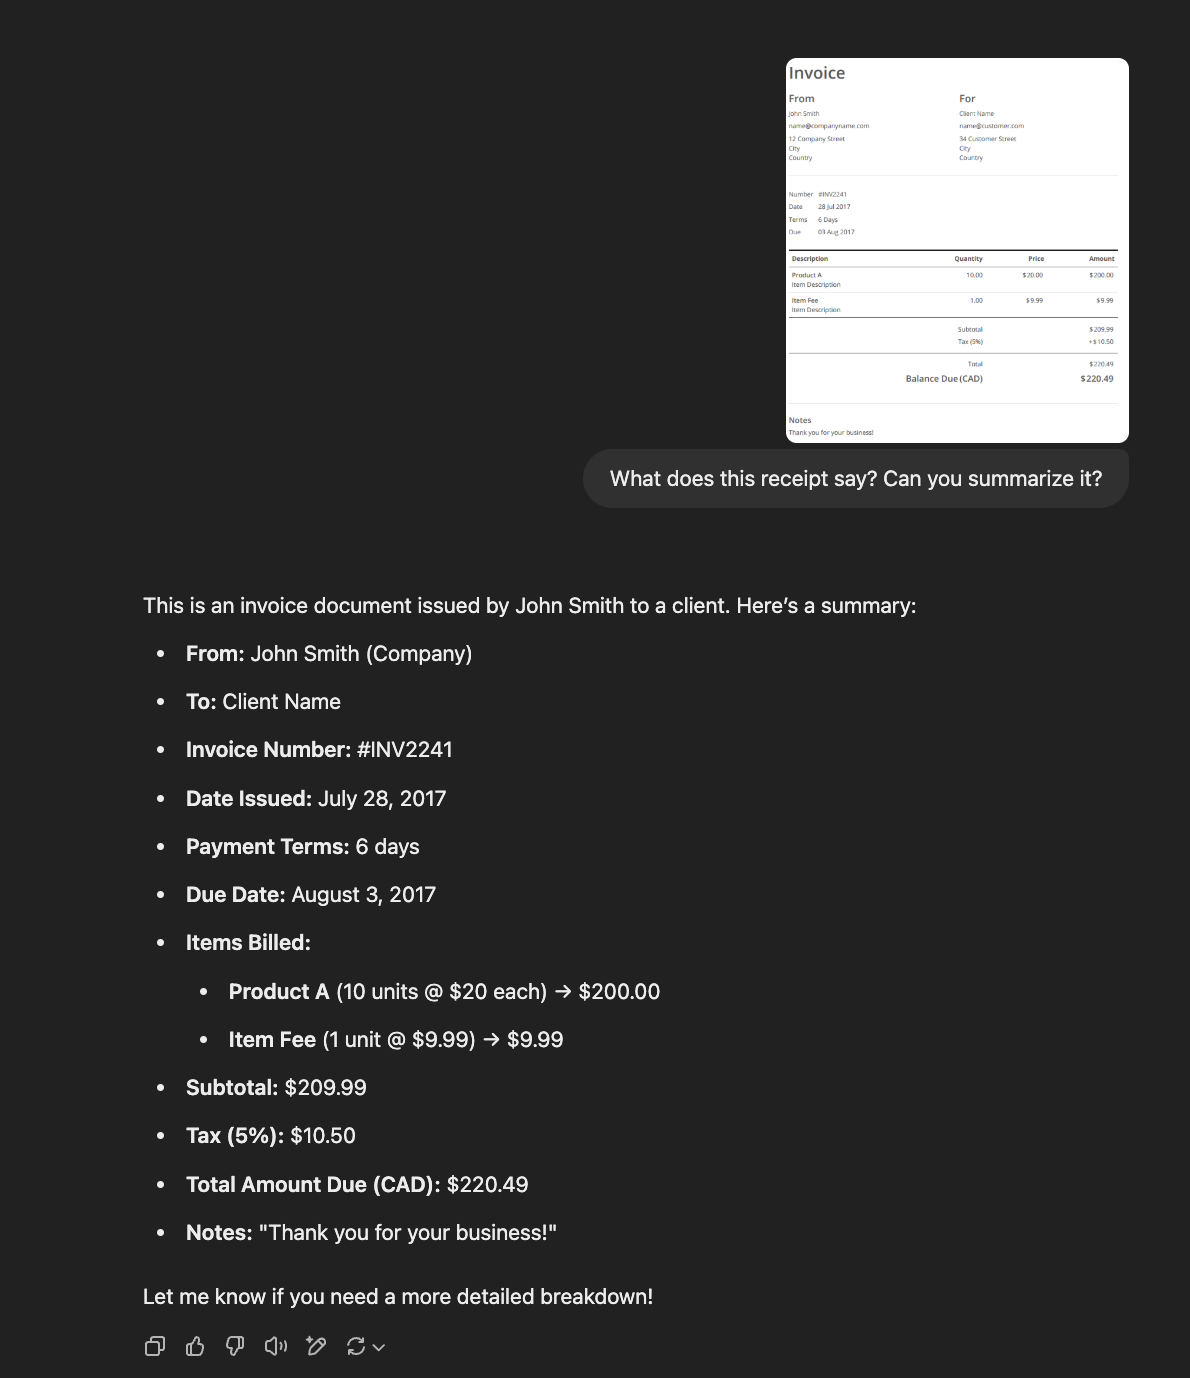 Invoice
From
For
John Smith
Client Name
name@companyname.com
name@customer.com
12 Company Street
34 Customer Street
City
City
Country
Country
Number #INV2241
Date 28 Jul 2017
Terms 6 Days
Due 03 Aug 2017
Description Quantity Price Amount
Product A 10.00 $20.00 $200.00
Item Description
Item Fee 1.00 $9.99 $9.99
Item Description
Subtotal $209.99
Tax (5%) +$10.50
Total $220.49
Balance Due (CAD) $220.49
Notes
Thank you for your business!
What does this receipt say? Can you summarize it?
This is an invoice document issued by John Smith to a client. Here’s a summary:
• From: John Smith (Company)
• To: Client Name
• Invoice Number: #INV2241
• Date Issued: July 28, 2017
• Payment Terms: 6 days
• Due Date: August 3, 2017
• Items Billed:
• Product A (10 units @ $20 each) → $200.00
• Item Fee (1 unit @ $9.99) → $9.99
• Subtotal: $209.99
• Tax (5%): $10.50
• Total Amount Due (CAD): $220.49
• Notes: "Thank you for your business!"
Let me know if you need a more detailed breakdown!